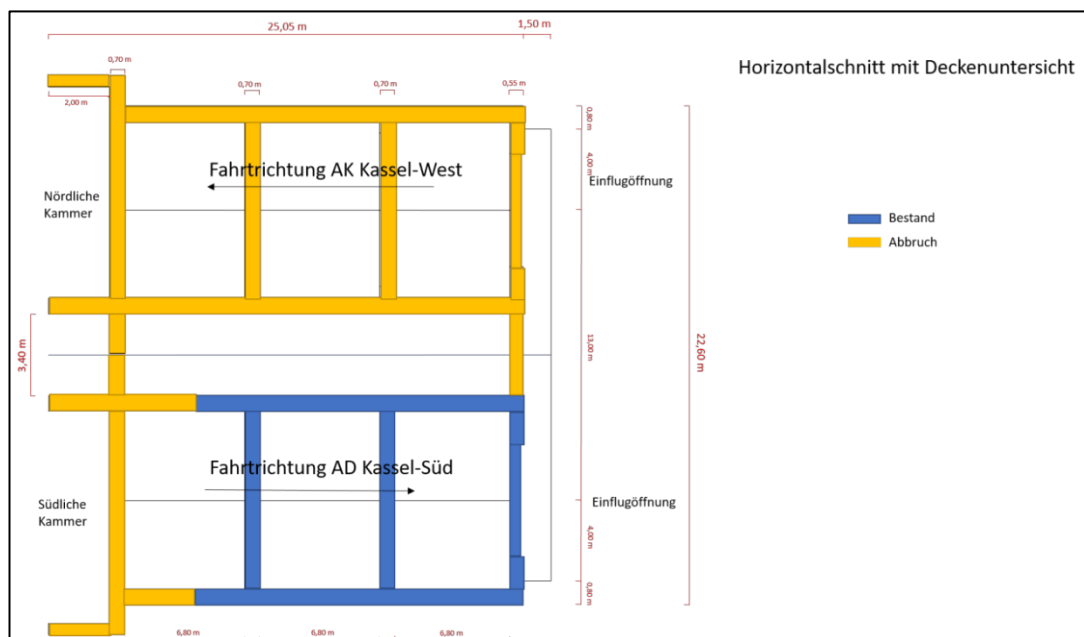 25,05 m
1,50 m
0,70 m
0,70 m
0,70 m
0,55 m
Horizontalschnitt mit Deckenuntersicht
2,00 m
0,80 m
4,00 m
Fahrtrichtung AK Kassel-West
Einflugöffnung
Nördliche
Kammer
Bestand
Abbruch
3,40 m
13,00 m
22,60 m
Fahrtrichtung AD Kassel-Süd
Südliche
Kammer
Einflugöffnung
4,00 m
0,80 m
6,80 m
6,80 m
6,80 m